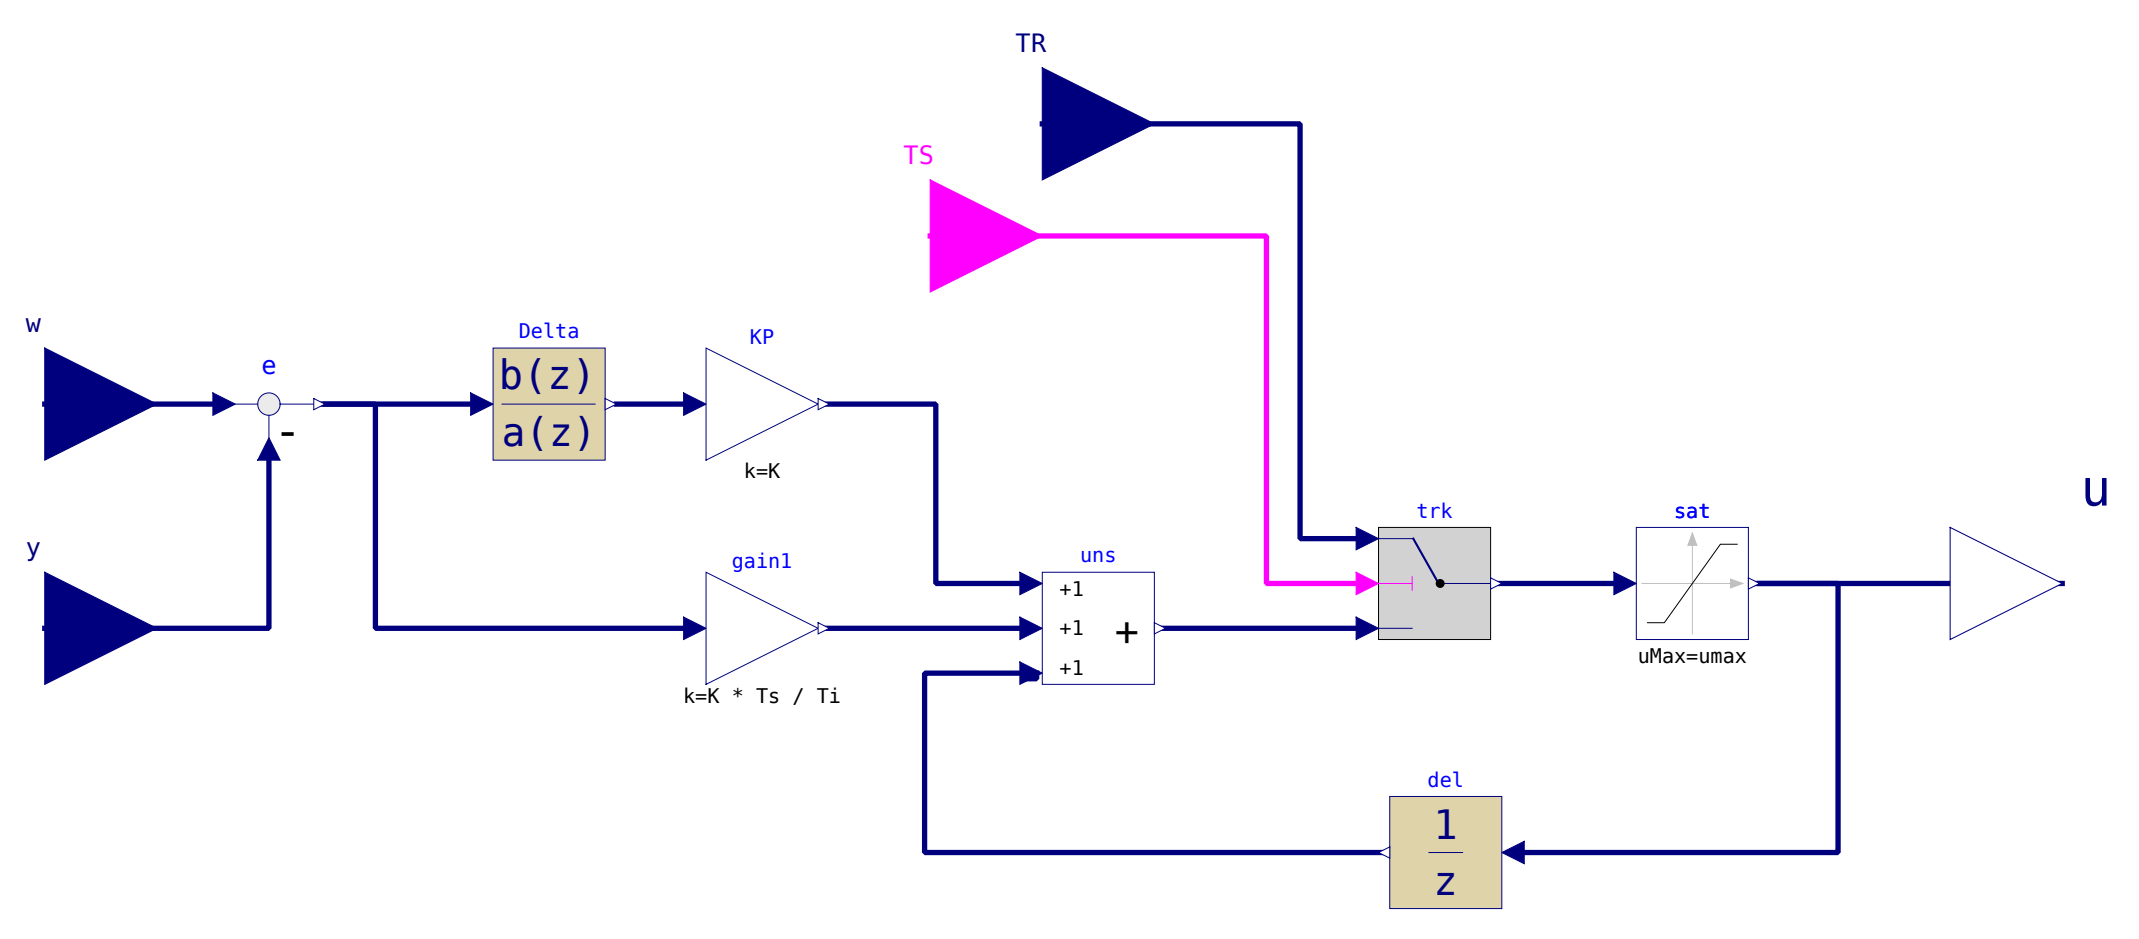 TR
TS
w
e
-
Delta
b(z)
a(z)
KP
k=K
y
gain1
k=K * Ts / Ti
uns
+1
+1
+1
+
trk
sat
uMax=umax
u
del
1
z